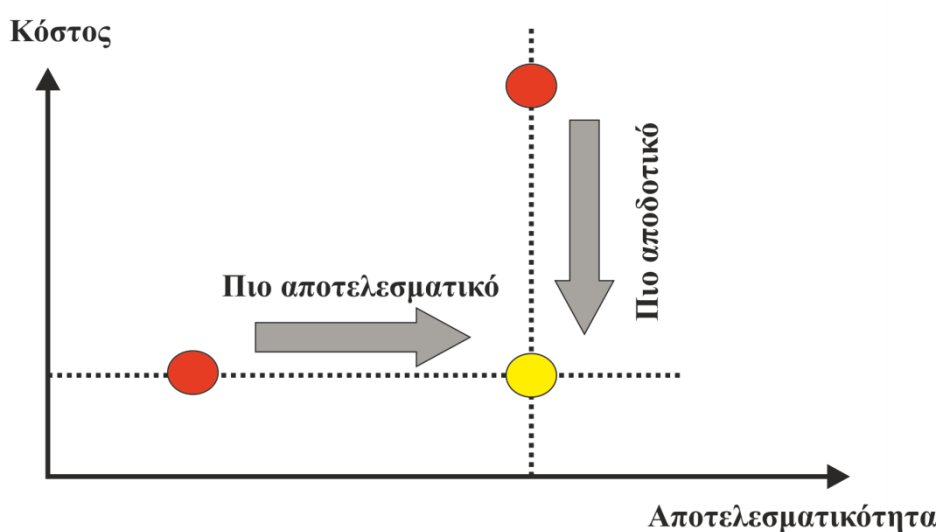 Κόστος
Πιο αποδοτικό
Πιο αποτελεσματικό
Αποτελεσματικότητα